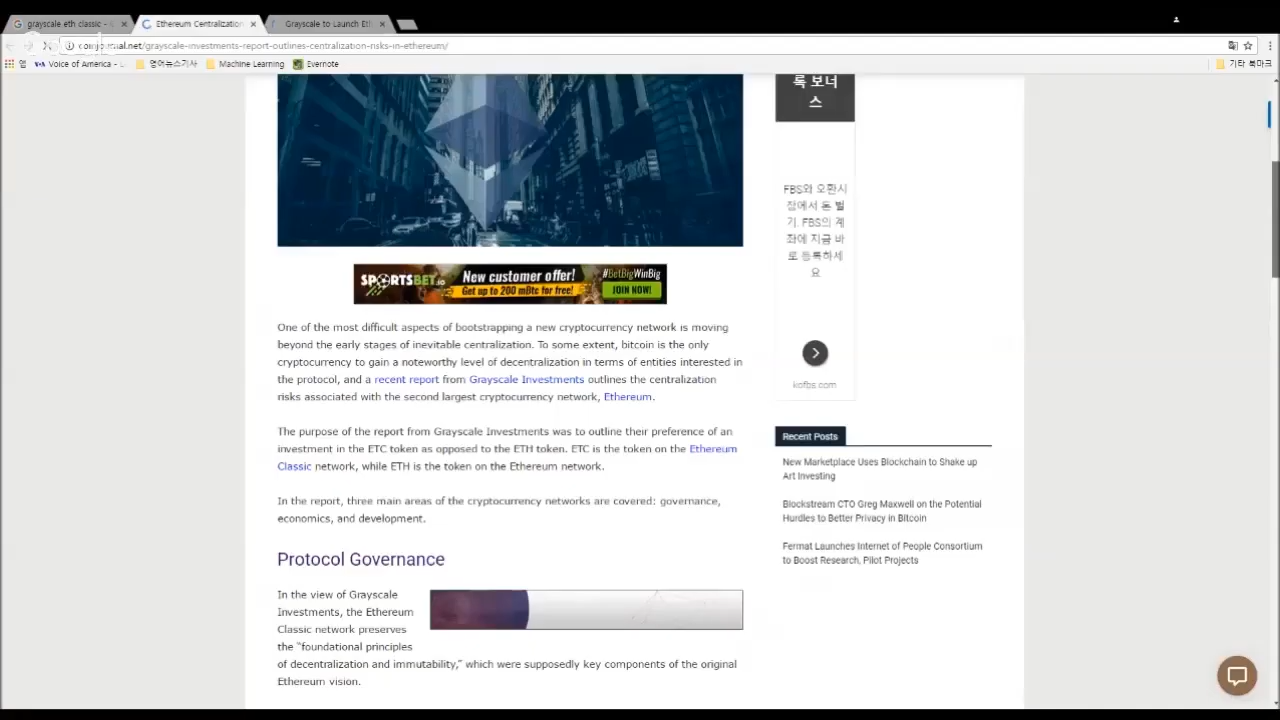 grayscale eth classic -
Ethereum Centralization
Grayscale to Launch Eth
/grayscale-investments-report-outlines-centralization-risks-in-ethereum/
앱
VOA Voice of America - L
영어뉴스기사
Machine Learning
Evernote
기타 북마크
록 보너
스
FBS와 오환시
장에서 돈 벌
기. FBS의 계
좌에 지금 바
로 등록하세
요
kofbs.com
SPORTSBET.io
New customer offer!
Get up to 200 mBtc for free!
#BetBigWinBig
JOIN NOW!
One of the most difficult aspects of bootstrapping a new cryptocurrency network is moving
beyond the early stages of inevitable centralization. To some extent, bitcoin is the only
cryptocurrency to gain a noteworthy level of decentralization in terms of entities interested in
the protocol, and a recent report from Grayscale Investments outlines the centralization
risks associated with the second largest cryptocurrency network, Ethereum.
The purpose of the report from Grayscale Investments was to outline their preference of an
investment in the ETC token as opposed to the ETH token. ETC is the token on the Ethereum
Classic network, while ETH is the token on the Ethereum network.
In the report, three main areas of the cryptocurrency networks are covered: governance,
economics, and development.
Protocol Governance
In the view of Grayscale
Investments, the Ethereum
Classic network preserves
the “foundational principles
of decentralization and immutability,” which were supposedly key components of the original
Ethereum vision.
Recent Posts
New Marketplace Uses Blockchain to Shake up
Art Investing
Blockstream CTO Greg Maxwell on the Potential
Hurdles to Better Privacy in Bitcoin
Fermat Launches Internet of People Consortium
to Boost Research, Pilot Projects